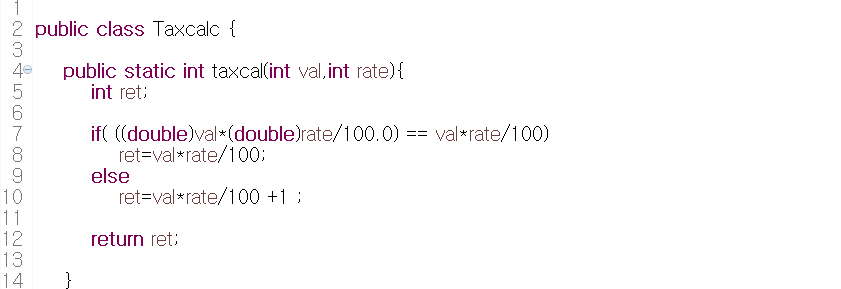 1
2 public class Taxcalc {
3
4 public static int taxcal(int val,int rate){
5 int ret;
6
7 if( ((double)val*(double)rate/100.0) == val*rate/100)
8 ret=val*rate/100;
9 else
10 ret=val*rate/100 +1 ;
11
12 return ret;
13
14 }